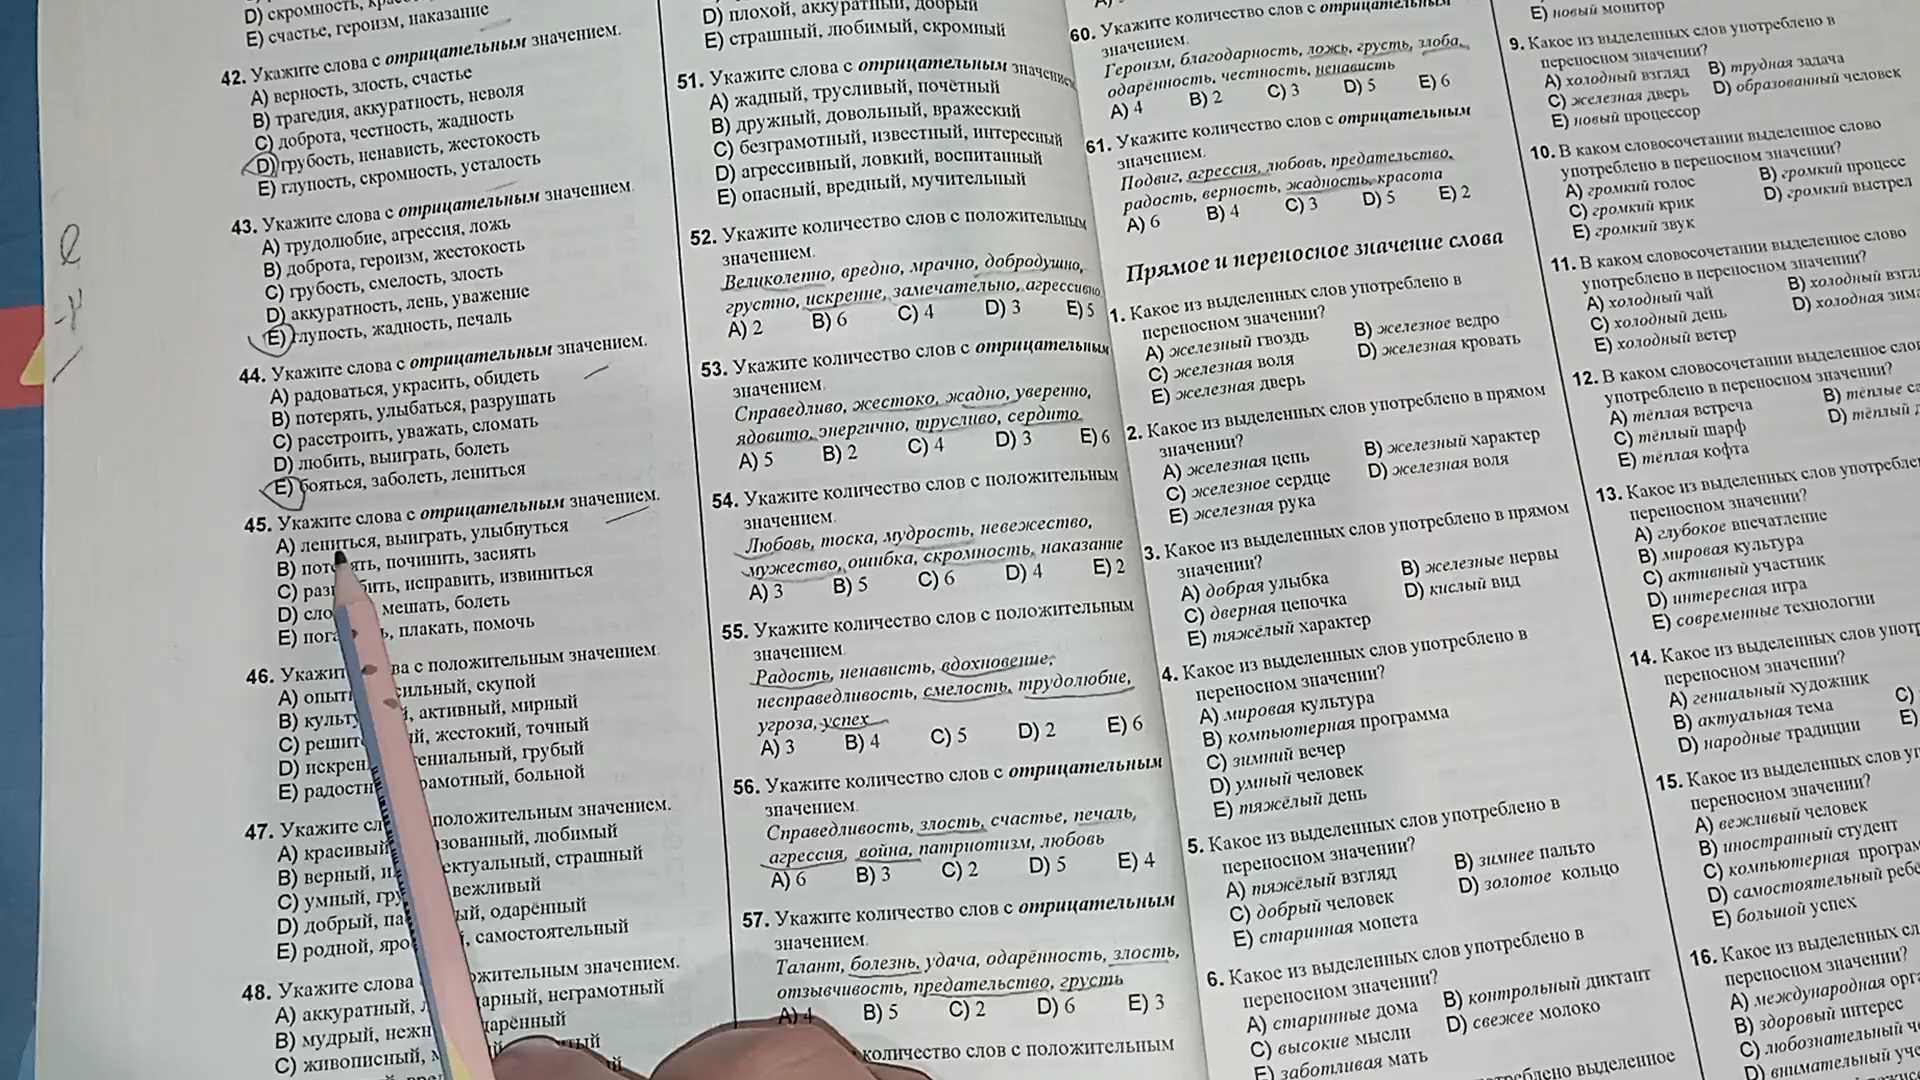 D) скромность,
E) счастье, героизм, наказание
42. Укажите слова с отрицательным значением.
A) верность, злость, счастье
B) трагедия, аккуратность, неволя
C) доброта, честность, жадность
D) грубость, ненависть, жестокость
E) глупость, скромность, усталость
43. Укажите слова с отрицательным значением.
A) трудолюбие, агрессия, ложь
B) доброта, героизм, жестокость
C) грубость, смелость, злость
D) аккуратность, лень, уважение
E) глупость, жадность, печаль
44. Укажите слова с отрицательным значением.
A) радоваться, украсить, обидеть
B) потерять, улыбаться, разрушать
C) расстроить, уважать, сломать
D) любить, выиграть, болеть
E) бояться, заболеть, лениться
45. Укажите слова с отрицательным значением.
A) лениться, выиграть, улыбнуться
B) починить, засиять
C) исправить, извиниться
D) мешать, болеть
E) плакать, помочь
46. с положительным значением
A) сильный, скупой
B) активный, мирный
C) жестокий, точный
D) грубый
E) больной
47. Укажите положительным значением.
A) красивый любимый
B) верный, страшный
C) умный, вежливый
D) добрый, одарённый
E) родной, самостоятельный
48. Укажите слова значением.
A) аккуратный, неграмотный
B) мудрый,
C) живописный,
D) плохой, аккуратный, добрый
E) страшный, любимый, скромный
51. Укажите слова с отрицательным значением
A) жадный, трусливый, почётный
B) дружный, довольный, вражеский
C) безграмотный, известный, интересный
D) агрессивный, ловкий, воспитанный
E) опасный, вредный, мучительный
52. Укажите количество слов с положительным
значением.
Великолепно, вредно, мрачно, добродушно,
грустно, искренне, замечательно, агрессивно
A) 2 B) 6 C) 4 D) 3 E) 5
53. Укажите количество слов с отрицательным
значением.
Справедливо, жестоко, жадно, уверенно,
ядовито, энергично, трусливо, сердито
A) 5 B) 2 C) 4 D) 3 E) 6
54. Укажите количество слов с положительным
значением.
Любовь, тоска, мудрость, невежество,
мужество, ошибка, скромность, наказание
A) 3 B) 5 C) 6 D) 4 E) 2
55. Укажите количество слов с положительным
значением.
Радость, ненависть, вдохновение,
несправедливость, смелость, трудолюбие,
угроза, успех
A) 3 B) 4 C) 5 D) 2 E) 6
56. Укажите количество слов с отрицательным
значением.
Справедливость, злость, счастье, печаль,
агрессия, война, патриотизм, любовь
A) 6 B) 3 C) 2 D) 5 E) 4
57. Укажите количество слов с отрицательным
значением.
Талант, болезнь, удача, одарённость, злость,
отзывчивость, предательство, грусть
A) 4 B) 5 C) 2 D) 6 E) 3
количество слов с положительным
60. Укажите количество слов с отрицательным
значением.
Героизм, благодарность, ложь, грусть, злоба,
одарённость, честность, ненависть
A) 4 B) 2 C) 3 D) 5 E) 6
61. Укажите количество слов с отрицательным
значением.
Подвиг, агрессия, любовь, предательство,
радость, верность, жадность, красота
A) 6 B) 4 C) 3 D) 5 E) 2
Прямое и переносное значение слова
1. Какое из выделенных слов употреблено в
переносном значении?
A) железный гвоздь B) железное ведро
C) железная воля D) железная кровать
E) железная дверь
2. Какое из выделенных слов употреблено в прямом
значении?
A) железная цепь B) железный характер
C) железное сердце D) железная воля
E) железная рука
3. Какое из выделенных слов употреблено в прямом
значении?
A) добрая улыбка B) железные нервы
C) дверная цепочка D) кислый вид
E) тяжёлый характер
4. Какое из выделенных слов употреблено в
переносном значении?
A) мировая культура
B) компьютерная программа
C) зимний вечер
D) умный человек
E) тяжёлый день
5. Какое из выделенных слов употреблено в
переносном значении?
A) тяжёлый взгляд B) зимнее пальто
C) добрый человек D) золотое кольцо
E) старинная монета
6. Какое из выделенных слов употреблено в
переносном значении?
A) старинные дома B) контрольный диктант
C) высокие мысли D) свежее молоко
E) заботливая мать
выделенное
E) новый монитор
9. Какое из выделенных слов употреблено в
переносном значении?
A) холодный взгляд B) трудная задача
C) железная дверь D) образованный человек
E) новый процессор
10. В каком словосочетании выделенное слово
употреблено в переносном значении?
A) громкий голос B) громкий процесс
C) громкий крик D) громкий выстрел
E) громкий звук
11. В каком словосочетании выделенное слово
употреблено в переносном значении?
A) холодный чай B) холодный
C) холодный день D) холодная
E) холодный ветер
12. В каком словосочетании выделенное
употреблено в переносном значении?
A) тёплая встреча B) тёплые
C) тёплый шарф D) тёплый
E) тёплая кофта
13. Какое из выделенных слов
переносном значении?
A) глубокое впечатление
B) мировая культура
C) активный участник
D) интересная игра
E) современные технологии
14. Какое из выделенных слов
переносном значении?
A) гениальный художник C)
B) актуальная тема E)
D) народные традиции
15. Какое из выделенных слов
переносном значении?
A) вежливый человек
B) иностранный студент
C) компьютерная
D) самостоятельный
E) большой успех
16. Какое из выделенных
переносном значении?
A) международная
B) здоровый интерес
C) любознательный
D) внимательный